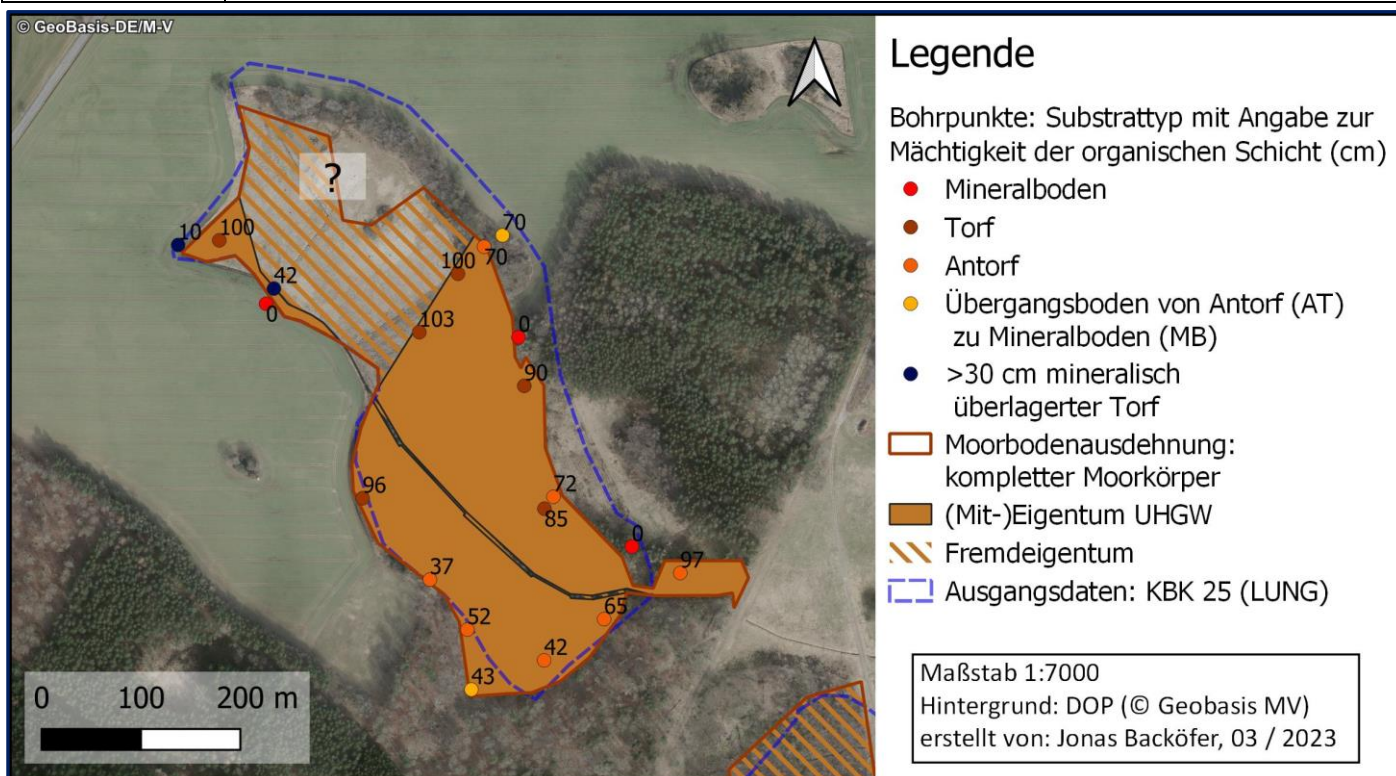 © GeoBasis-DE/M-V
?
10
100
42
0
100
70
70
103
0
90
96
72
85
0
97
37
65
52
42
43
0 100 200 m
Legende
Bohrpunkte: Substrattyp mit Angabe zur
Mächtigkeit der organischen Schicht (cm)
Mineralboden
Torf
Antorf
Übergangsboden von Antorf (AT)
zu Mineralboden (MB)
>30 cm mineralisch
überlagerter Torf
Moorbodenausdehnung:
kompletter Moorkörper
(Mit-)Eigentum UHGW
Fremdeigentum
Ausgangsdaten: KBK 25 (LUNG)
Maßstab 1:7000
Hintergrund: DOP (© Geobasis MV)
erstellt von: Jonas Backöfer, 03 / 2023